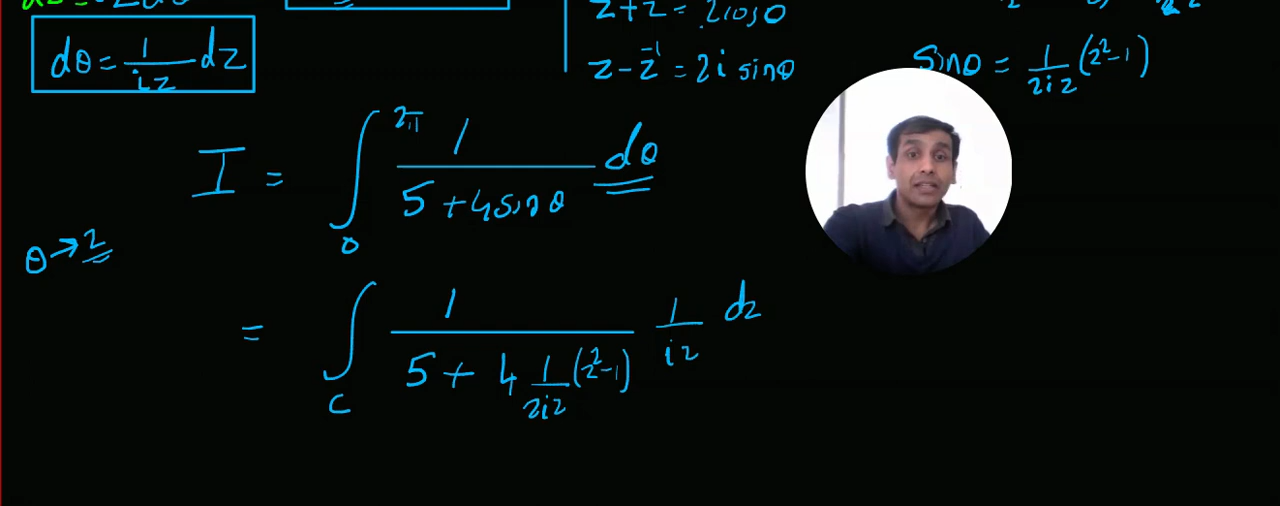 dθ = 1/(iz) dz
z + z⁻¹ = 2cosθ
z - z⁻¹ = 2i sinθ
Sinθ = 1/(2iz) (z² - 1)
I = ∫₀^2π 1/(5 + 4sinθ) dθ
θ → z
= ∫_C 1/(5 + 4 1/(2iz) (z² - 1)) 1/(iz) dz